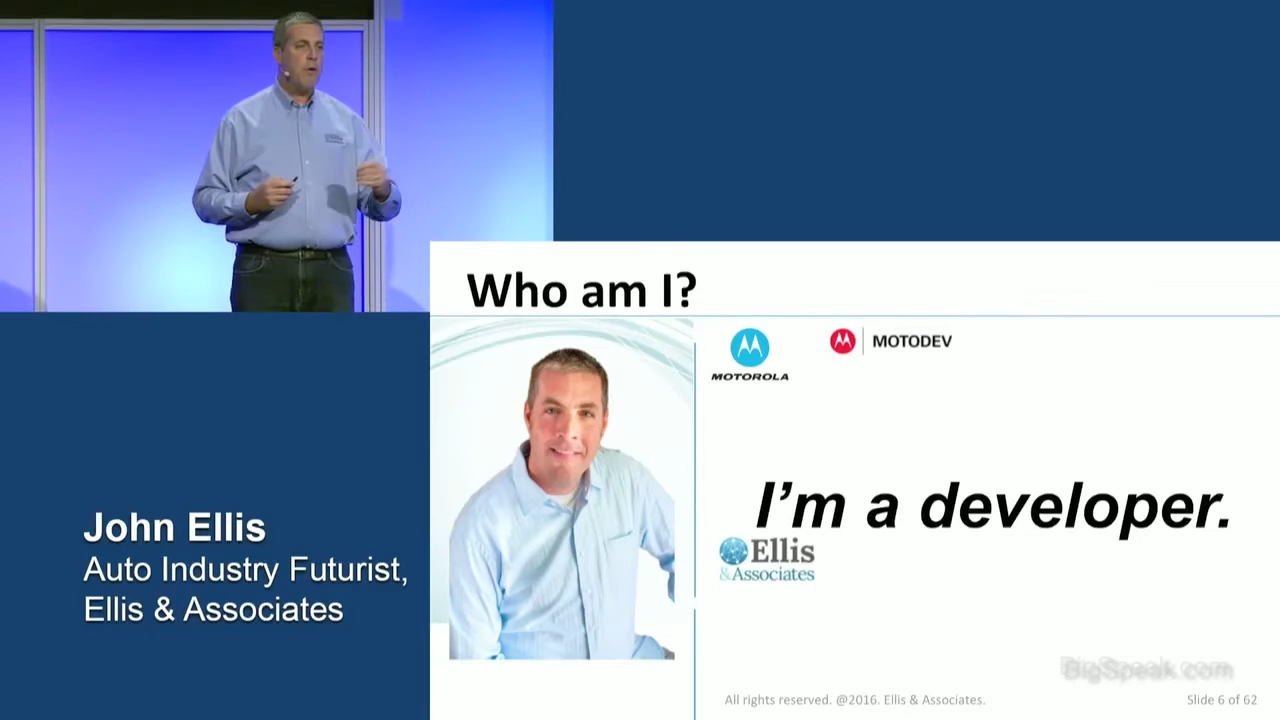 Who am I?
MOTOROLA
MOTODEV
I'm a developer.
Ellis
& Associates
John Ellis
Auto Industry Futurist,
Ellis & Associates
BigSpeak.com
All rights reserved. @2016. Ellis & Associates.
Slide 6 of 62